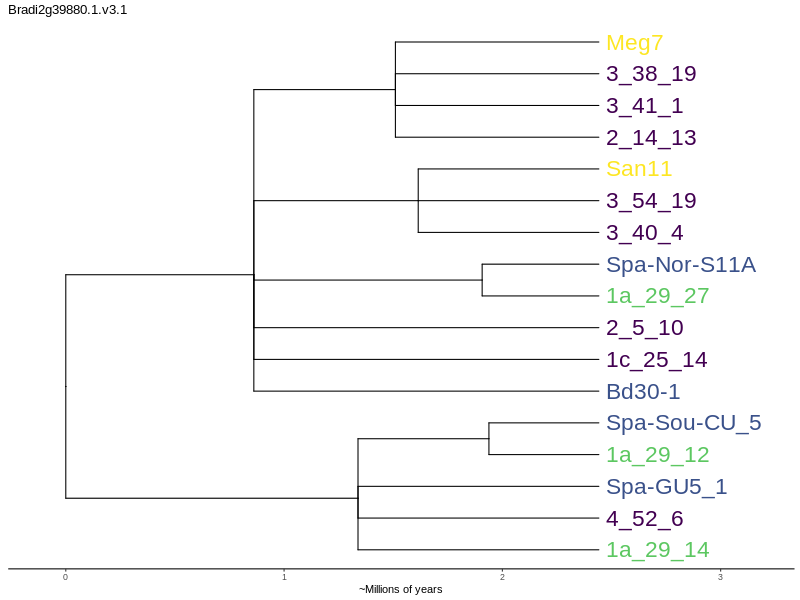 Bradi2g39880.1.v3.1
Meg7
3_38_19
3_41_1
2_14_13
San11
3_54_19
3_40_4
Spa-Nor-S11A
1a_29_27
2_5_10
1c_25_14
Bd30-1
Spa-Sou-CU_5
1a_29_12
Spa-GU5_1
4_52_6
1a_29_14
0 1 2 3
~Millions of years